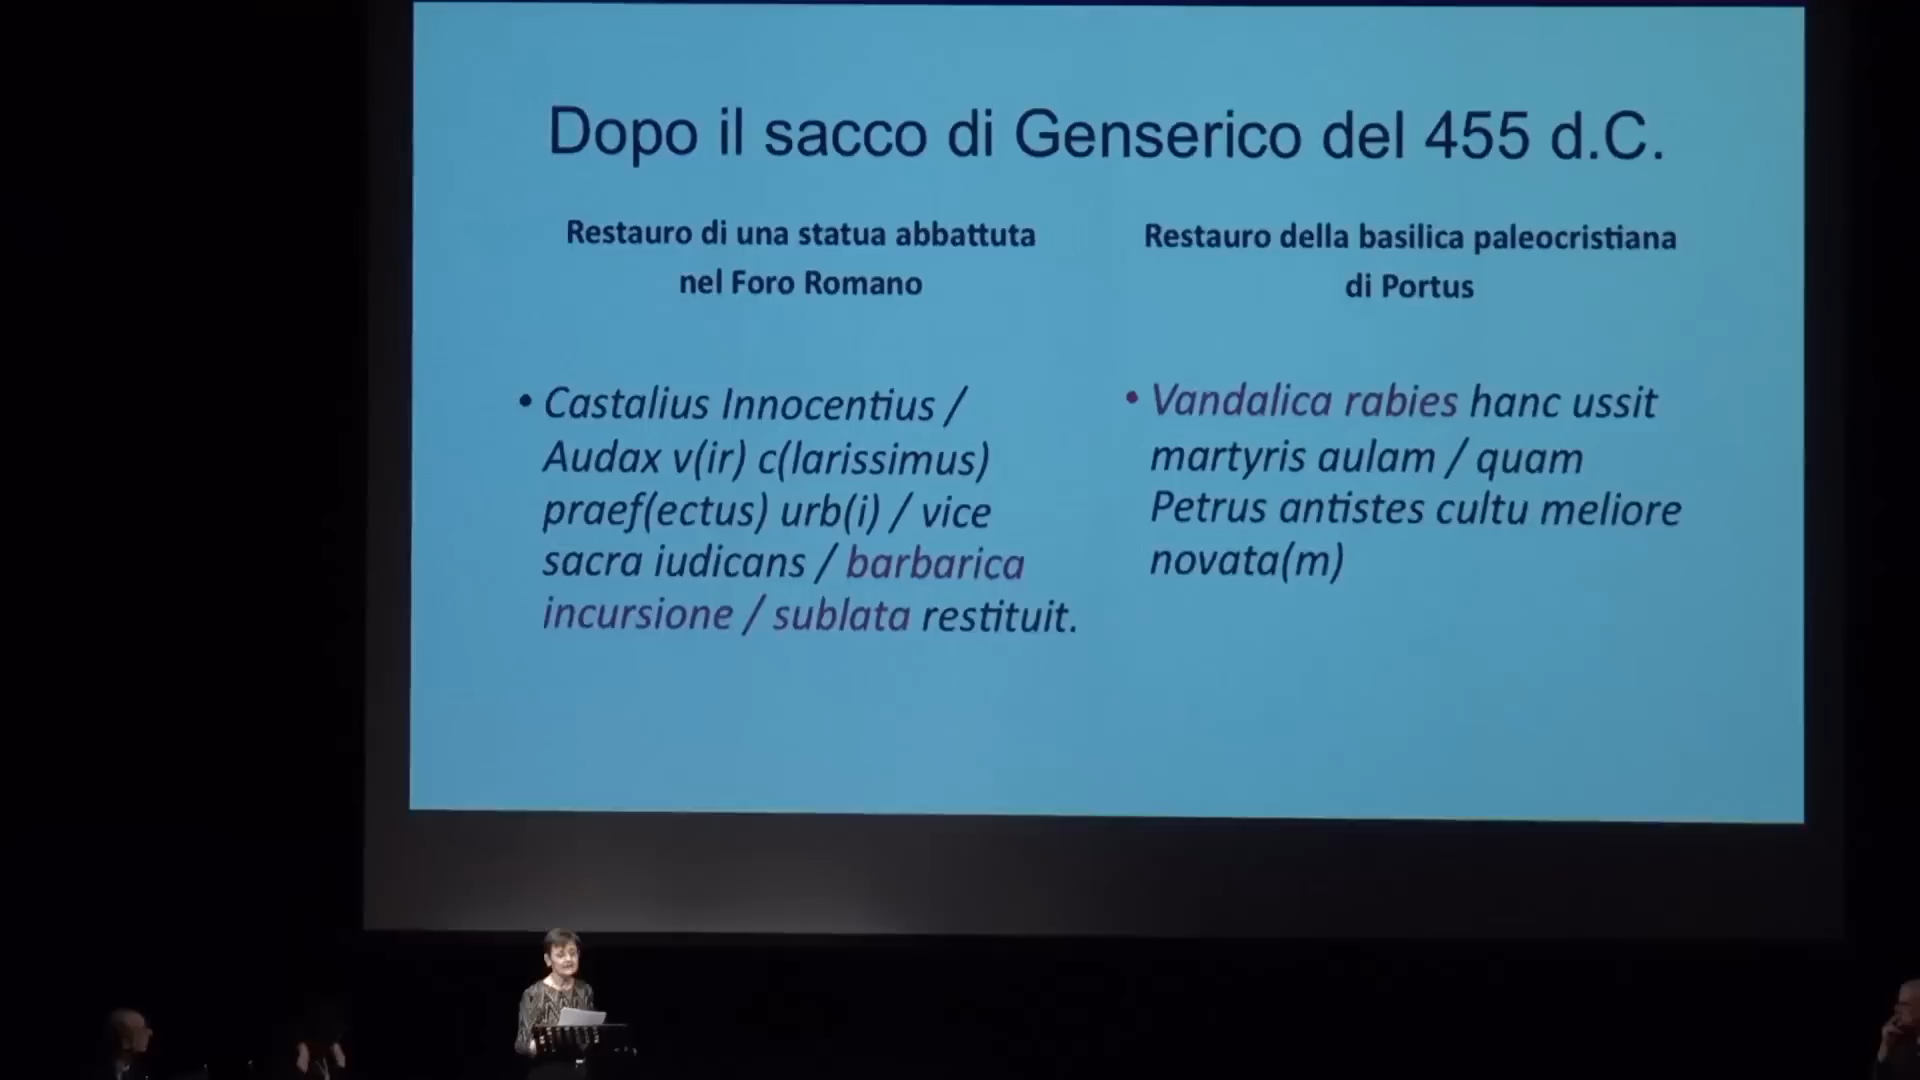 Dopo il sacco di Genserico del 455 d.C.
Restauro di una statua abbattuta
nel Foro Romano
• Castalius Innocentius /
Audax v(ir) c(larissimus)
praef(ectus) urb(i) / vice
sacra iudicans / barbarica
incursione / sublata restituit.
Restauro della basilica paleocristiana
di Portus
• Vandalica rabies hanc ussit
martyris aulam / quam
Petrus antistes cultu meliore
novata(m)